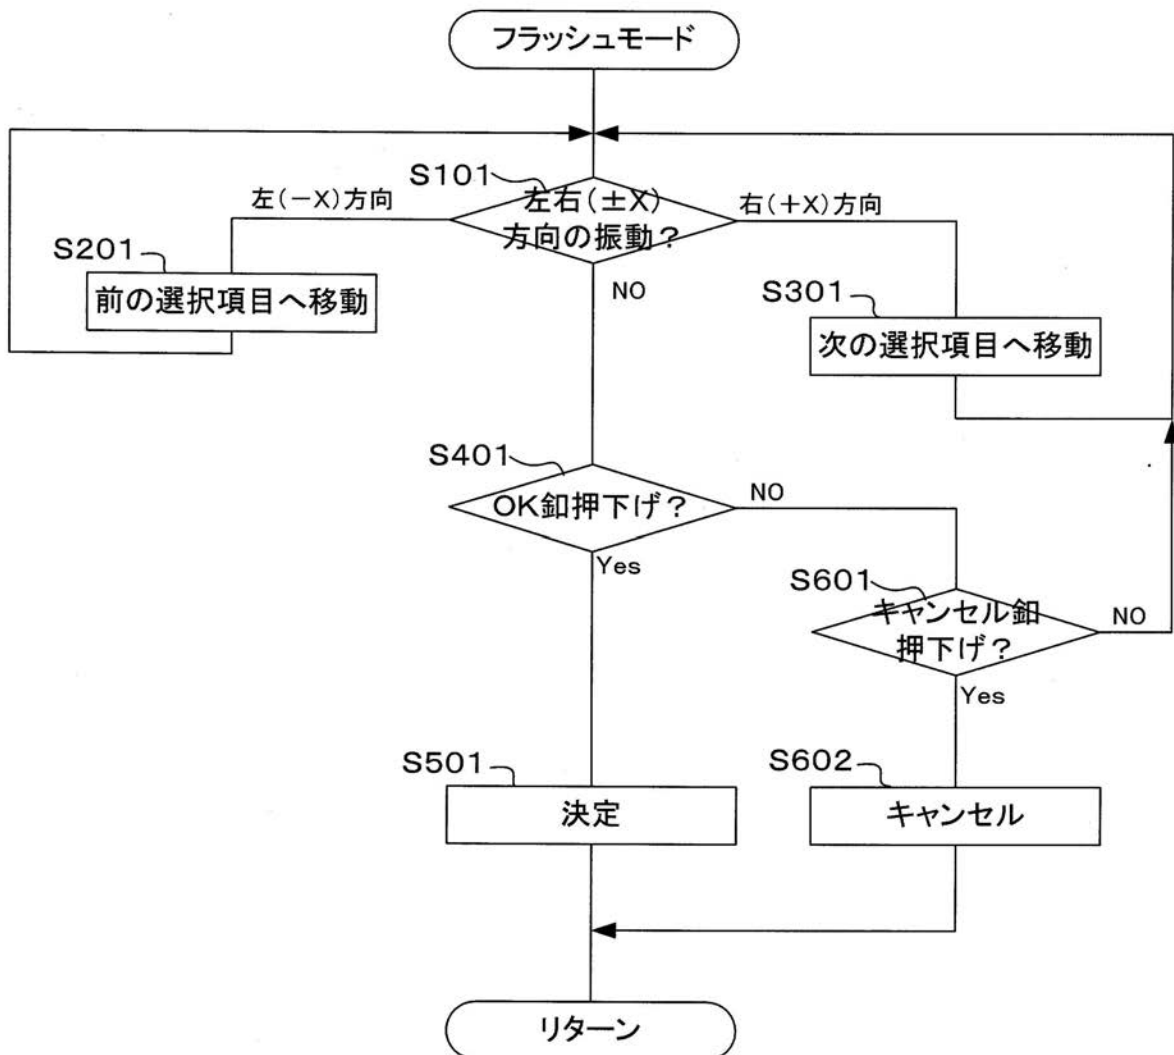 フラッシュモード
S101
左右(±X)
方向の振動?
左(-X)方向
右(+X)方向
S201
前の選択項目へ移動
NO
S301
次の選択項目へ移動
S401
OK釦押下げ?
NO
Yes
S601
キャンセル釦
押下げ?
NO
Yes
S501
決定
S602
キャンセル
リターン